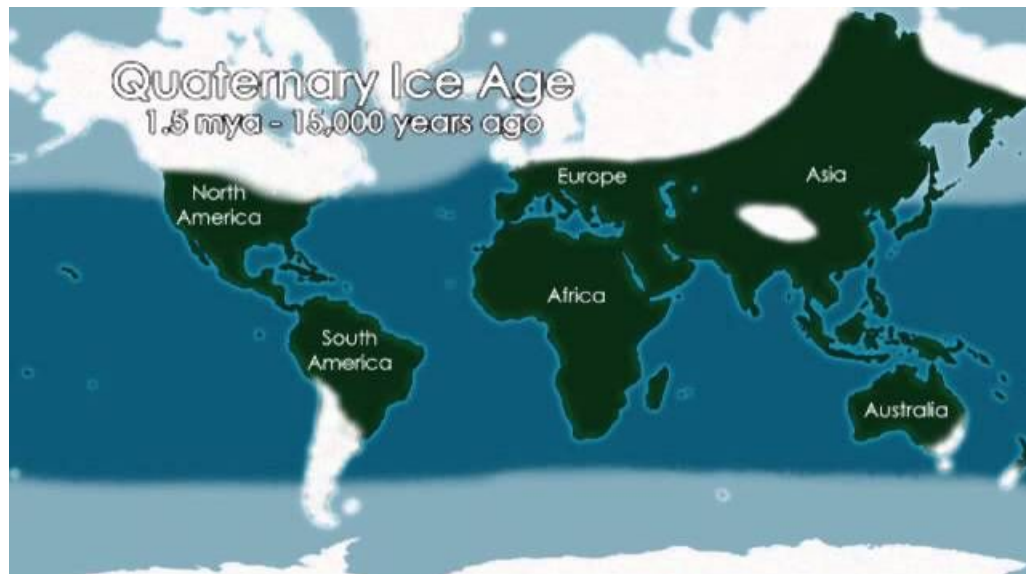 Quaternary Ice Age
1.5 mya - 15,000 years ago
Europe
Asia
North
America
Africa
South
America
Australia